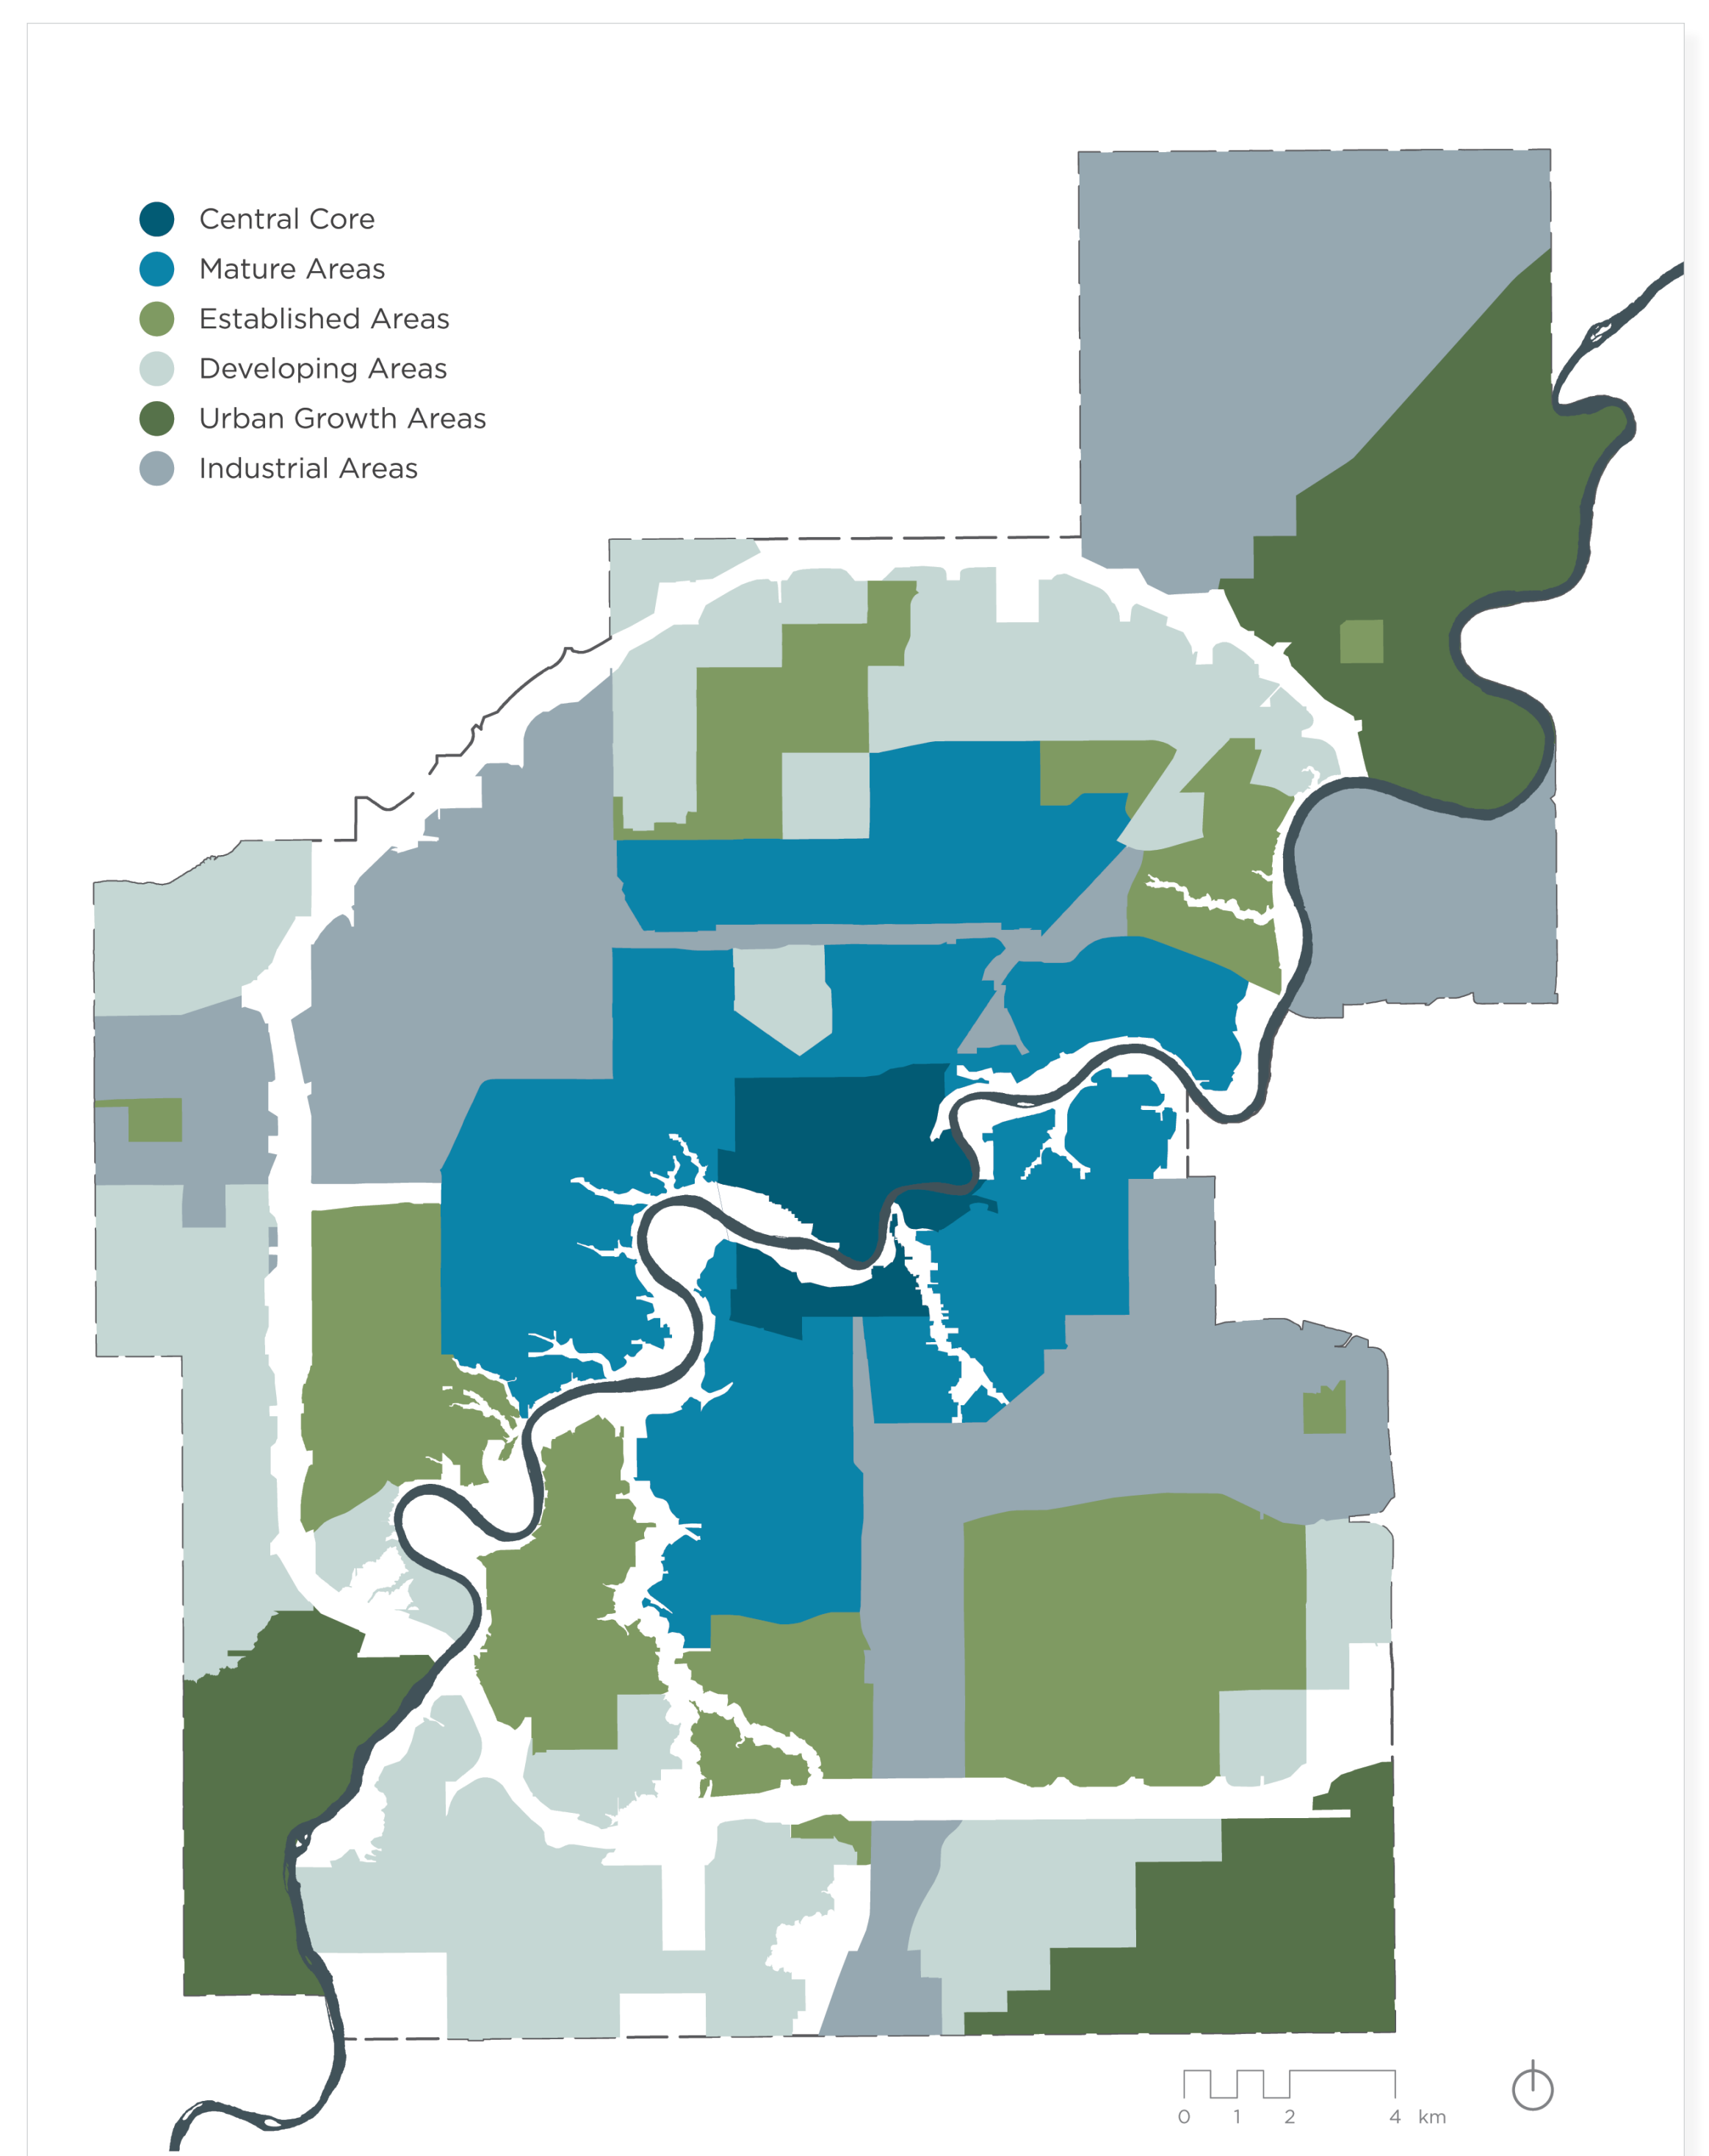 Central Core
Mature Areas
Established Areas
Developing Areas
Urban Growth Areas
Industrial Areas
0 1 2 4 km